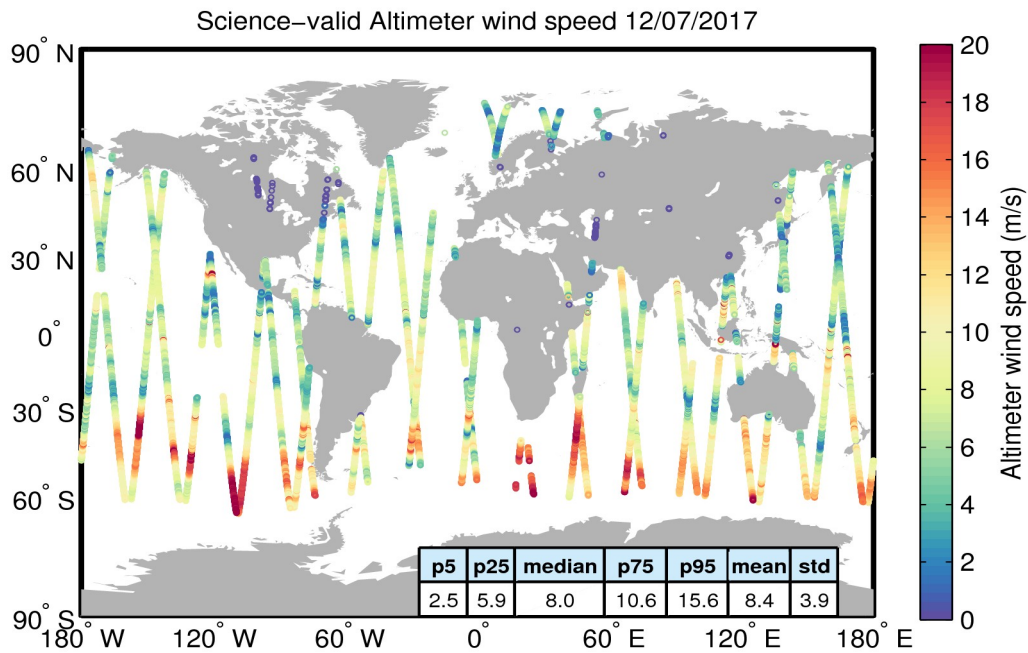 Science−valid Altimeter wind speed 12/07/2017
90° N
60° N
30° N
0°
30° S
60° S
90° S
180° W
120° W
60° W
0°
60° E
120° E
180° E
p5 p25 median p75 p95 mean std
2.5 5.9 8.0 10.6 15.6 8.4 3.9
20
18
16
14
12
10
8
6
4
2
0
Altimeter wind speed (m/s)